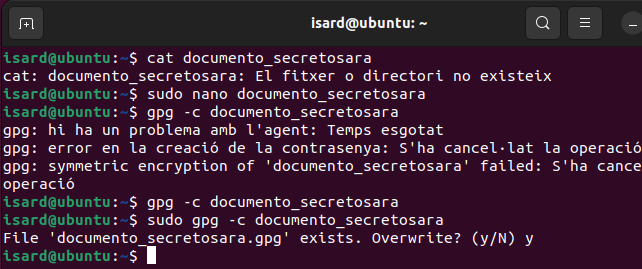 isard@ubuntu: ~
isard@ubuntu:~$ cat documento_secretosara
cat: documento_secretosara: El fitxer o directori no existeix
isard@ubuntu:~$ sudo nano documento_secretosara
isard@ubuntu:~$ gpg -c documento_secretosara
gpg: hi ha un problema amb l'agent: Temps esgotat
gpg: error en la creació de la contrasenya: S'ha cancel·lat la operació
gpg: symmetric encryption of 'documento_secretosara' failed: S'ha cance
operació
isard@ubuntu:~$ gpg -c documento_secretosara
isard@ubuntu:~$ sudo gpg -c documento_secretosara
File 'documento_secretosara.gpg' exists. Overwrite? (y/N) y
isard@ubuntu:~$